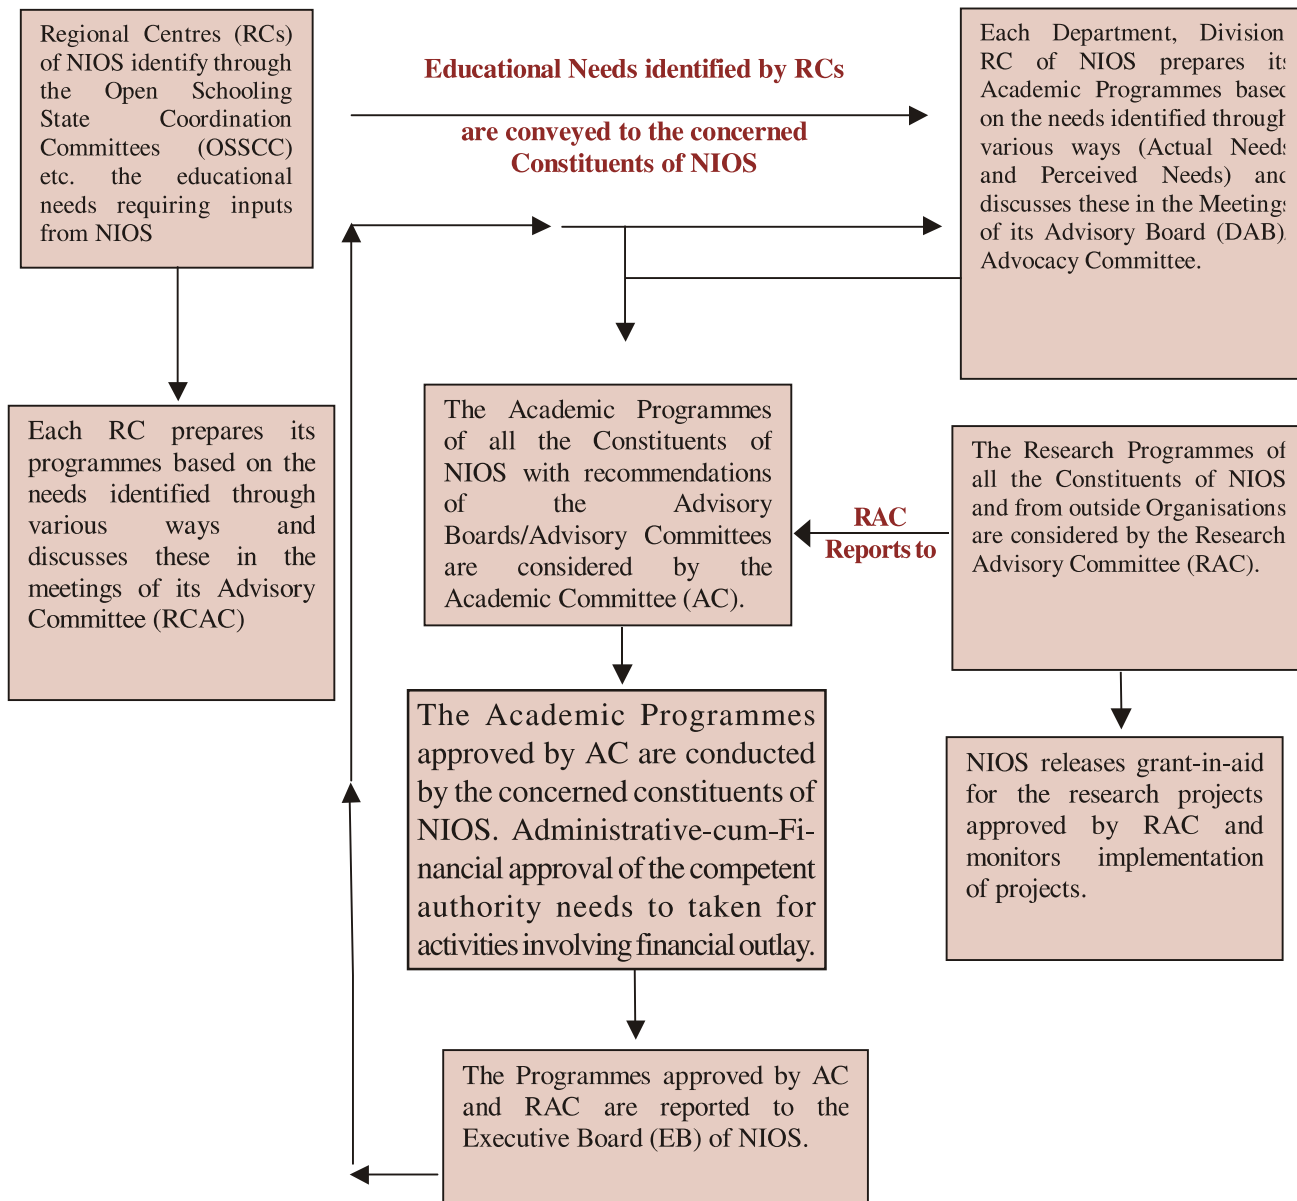 Regional Centres (RCs)
of NIOS identify through
the Open Schooling
State Coordination
Committees (OSSCC)
etc. the educational
needs requiring inputs
from NIOS
Educational Needs identified by RCs
are conveyed to the concerned
Constituents of NIOS
Each Department, Division
RC of NIOS prepares its
Academic Programmes based
on the needs identified through
various ways (Actual Needs
and Perceived Needs) and
discusses these in the Meetings
of its Advisory Board (DAB)
Advocacy Committee.
Each RC prepares its
programmes based on the
needs identified through
various ways and
discusses these in the
meetings of its Advisory
Committee (RCAC)
The Academic Programmes
of all the Constituents of
NIOS with recommendations
of the Advisory
Boards/Advisory Committees
are considered by the
Academic Committee (AC).
RAC
Reports to
The Research Programmes of
all the Constituents of NIOS
and from outside Organisations
are considered by the Research
Advisory Committee (RAC).
The Academic Programmes
approved by AC are conducted
by the concerned constituents of
NIOS. Administrative-cum-Fi-
nancial approval of the competent
authority needs to taken for
activities involving financial outlay.
NIOS releases grant-in-aid
for the research projects
approved by RAC and
monitors implementation
of projects.
The Programmes approved by AC
and RAC are reported to the
Executive Board (EB) of NIOS.